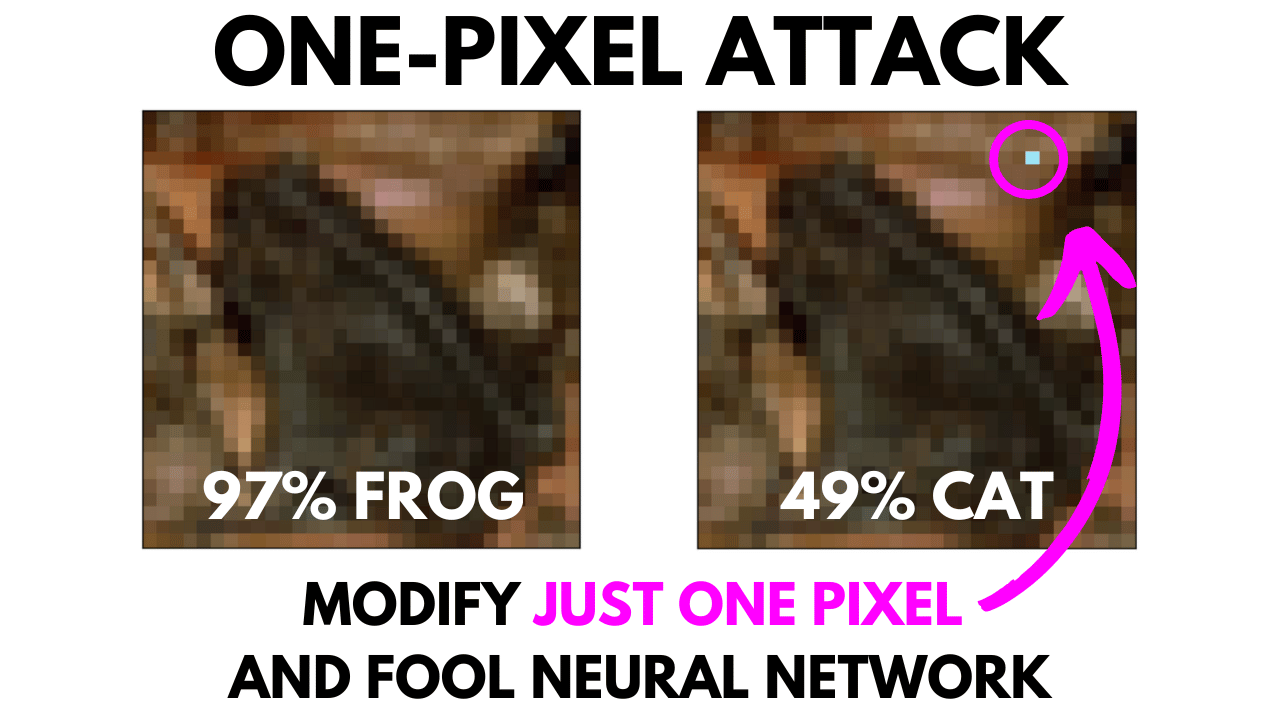 ONE-PIXEL ATTACK
97% FROG
49% CAT
MODIFY JUST ONE PIXEL
AND FOOL NEURAL NETWORK